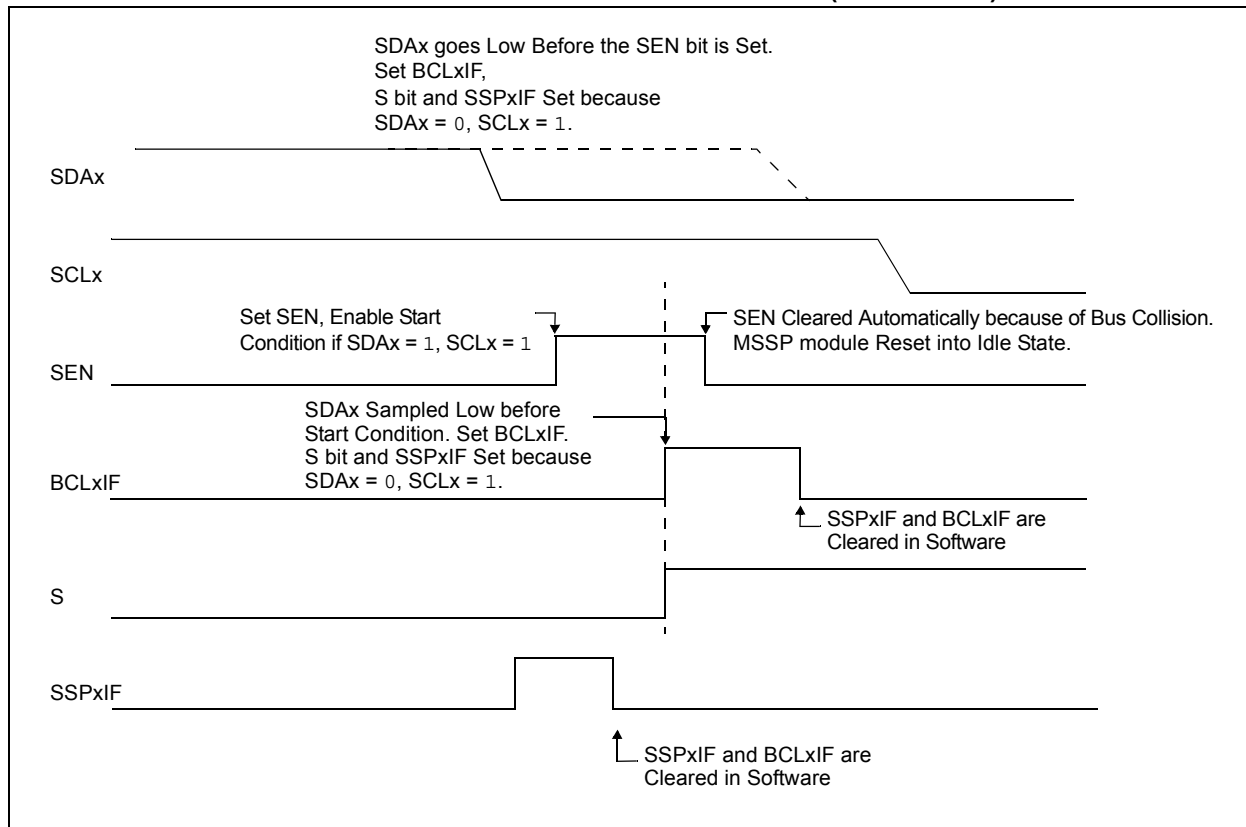 SDAx goes Low Before the SEN bit is Set.
Set BCLxIF,
S bit and SSPxIF Set because
SDAx = 0, SCLx = 1.
SDAx
SCLx
Set SEN, Enable Start
Condition if SDAx = 1, SCLx = 1
SEN Cleared Automatically because of Bus Collision.
MSSP module Reset into Idle State.
SEN
SDAx Sampled Low before
Start Condition. Set BCLxIF.
S bit and SSPxIF Set because
SDAx = 0, SCLx = 1.
BCLxIF
SSPxIF and BCLxIF are
Cleared in Software
S
SSPxIF
SSPxIF and BCLxIF are
Cleared in Software